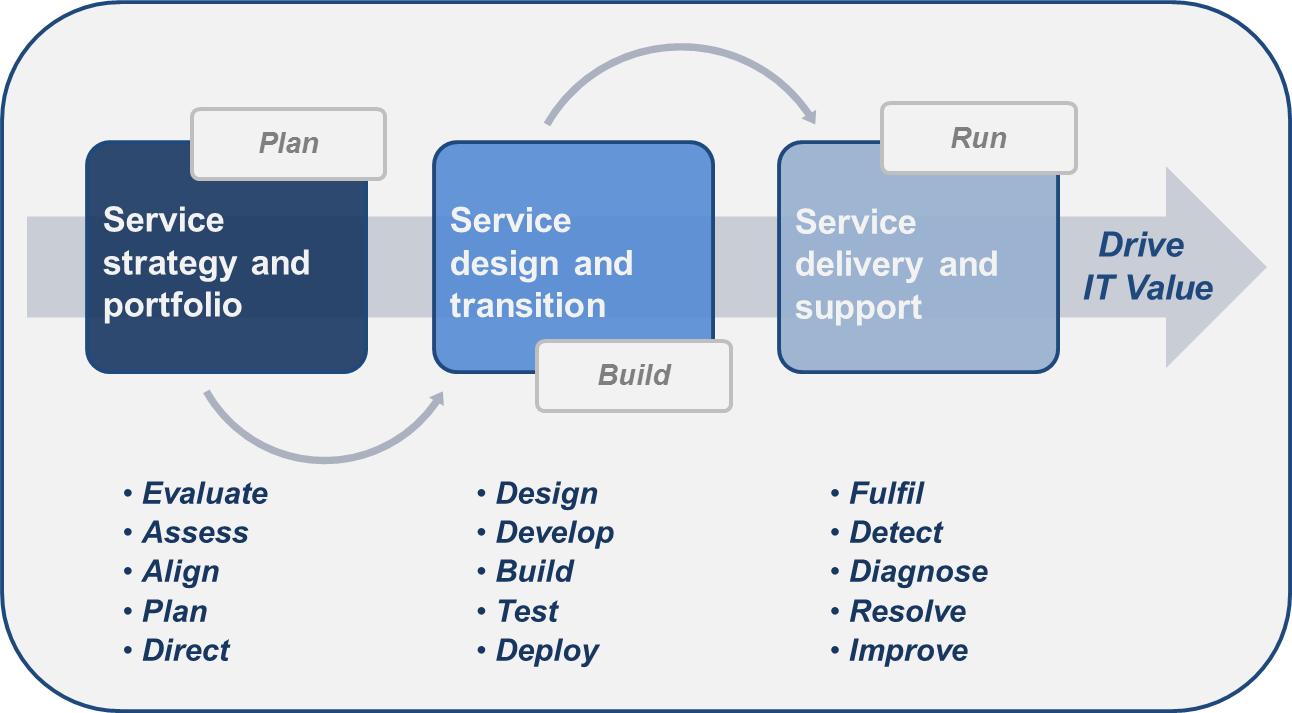 Plan
Service
strategy and
portfolio
Service
design and
transition
Build
Run
Service
delivery and
support
Drive
IT Value
• Evaluate
• Assess
• Align
• Plan
• Direct
• Design
• Develop
• Build
• Test
• Deploy
• Fulfil
• Detect
• Diagnose
• Resolve
• Improve